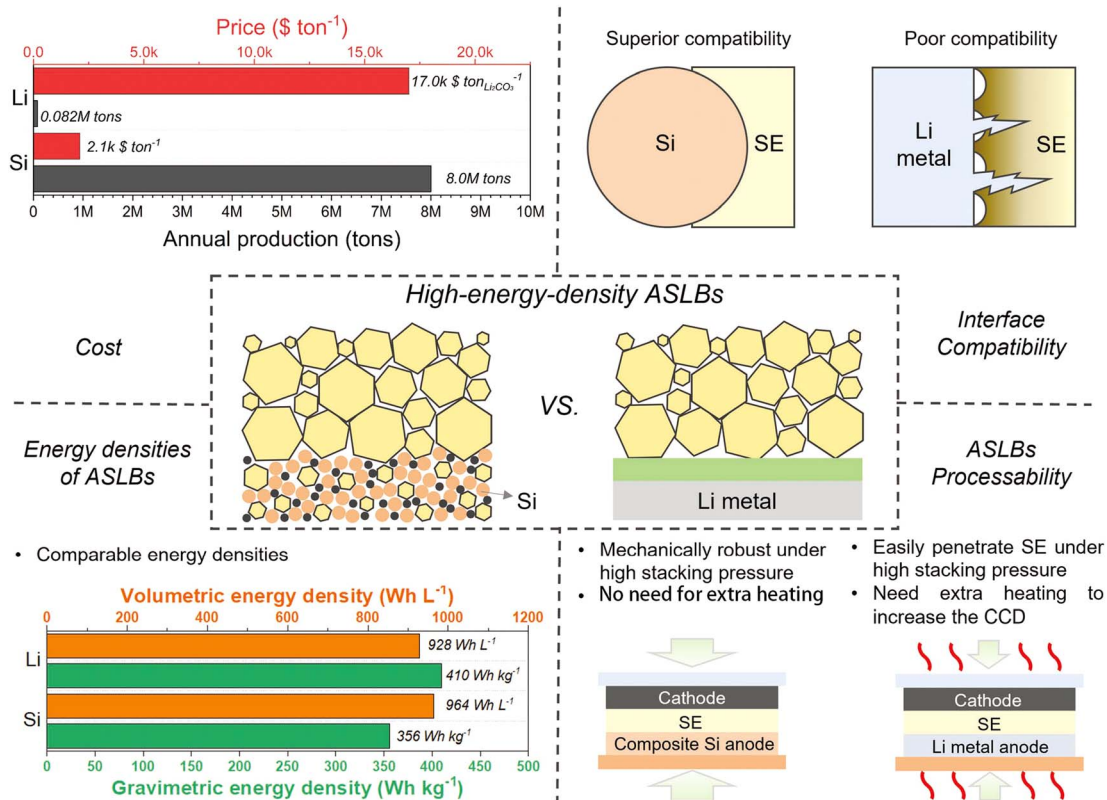 Price ($ ton⁻¹)
0.0 5.0k 10.0k 15.0k 20.0k
Li
17.0k $ ton Li₂CO₃⁻¹
0.082M tons
Si
2.1k $ ton⁻¹
8.0M tons
0 1M 2M 3M 4M 5M 6M 7M 8M 9M 10M
Annual production (tons)
Superior compatibility
Si
SE
Poor compatibility
Li
metal
SE
Cost
Interface
Compatibility
Energy densities
of ASLBs
ASLBs
Processability
High-energy-density ASLBs
VS.
Si
Li metal
• Comparable energy densities
Volumetric energy density (Wh L⁻¹)
0 200 400 600 800 1000 1200
Li
928 Wh L⁻¹
410 Wh kg⁻¹
Si
964 Wh L⁻¹
356 Wh kg⁻¹
0 50 100 150 200 250 300 350 400 450 500
Gravimetric energy density (Wh kg⁻¹)
• Mechanically robust under
high stacking pressure
• No need for extra heating
Cathode
SE
Composite Si anode
• Easily penetrate SE under
high stacking pressure
• Need extra heating to
increase the CCD
Cathode
SE
Li metal anode